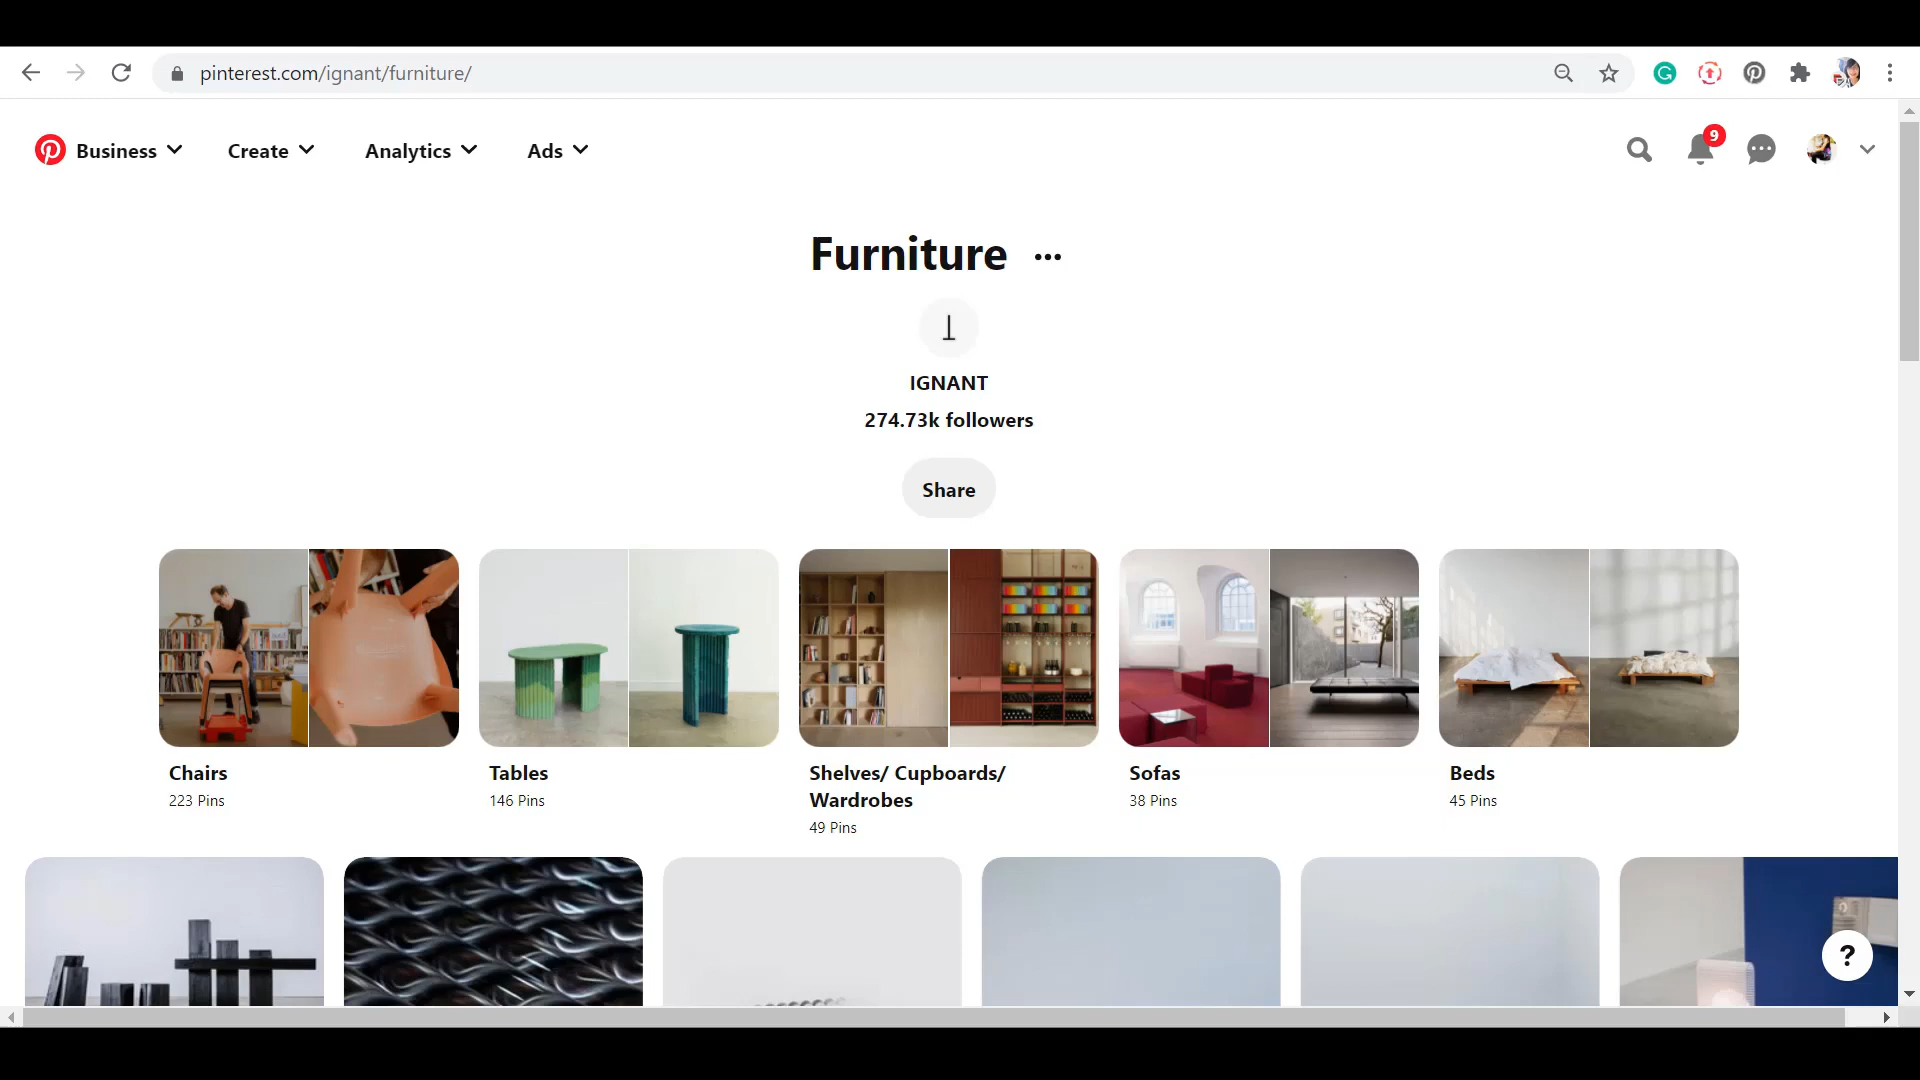 pinterest.com/ignant/furniture/
Business
Create
Analytics
Ads
9
Furniture
IGNANT
274.73k followers
Share
Chairs
223 Pins
Tables
146 Pins
Shelves/ Cupboards/
Wardrobes
49 Pins
Sofas
38 Pins
Beds
45 Pins
?